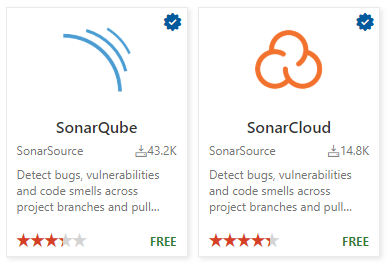 SonarQube
SonarSource 43.2K
Detect bugs, vulnerabilities
and code smells across
project branches and pull...
FREE
SonarCloud
SonarSource 14.8K
Detect bugs, vulnerabilities
and code smells across
project branches and pull...
FREE